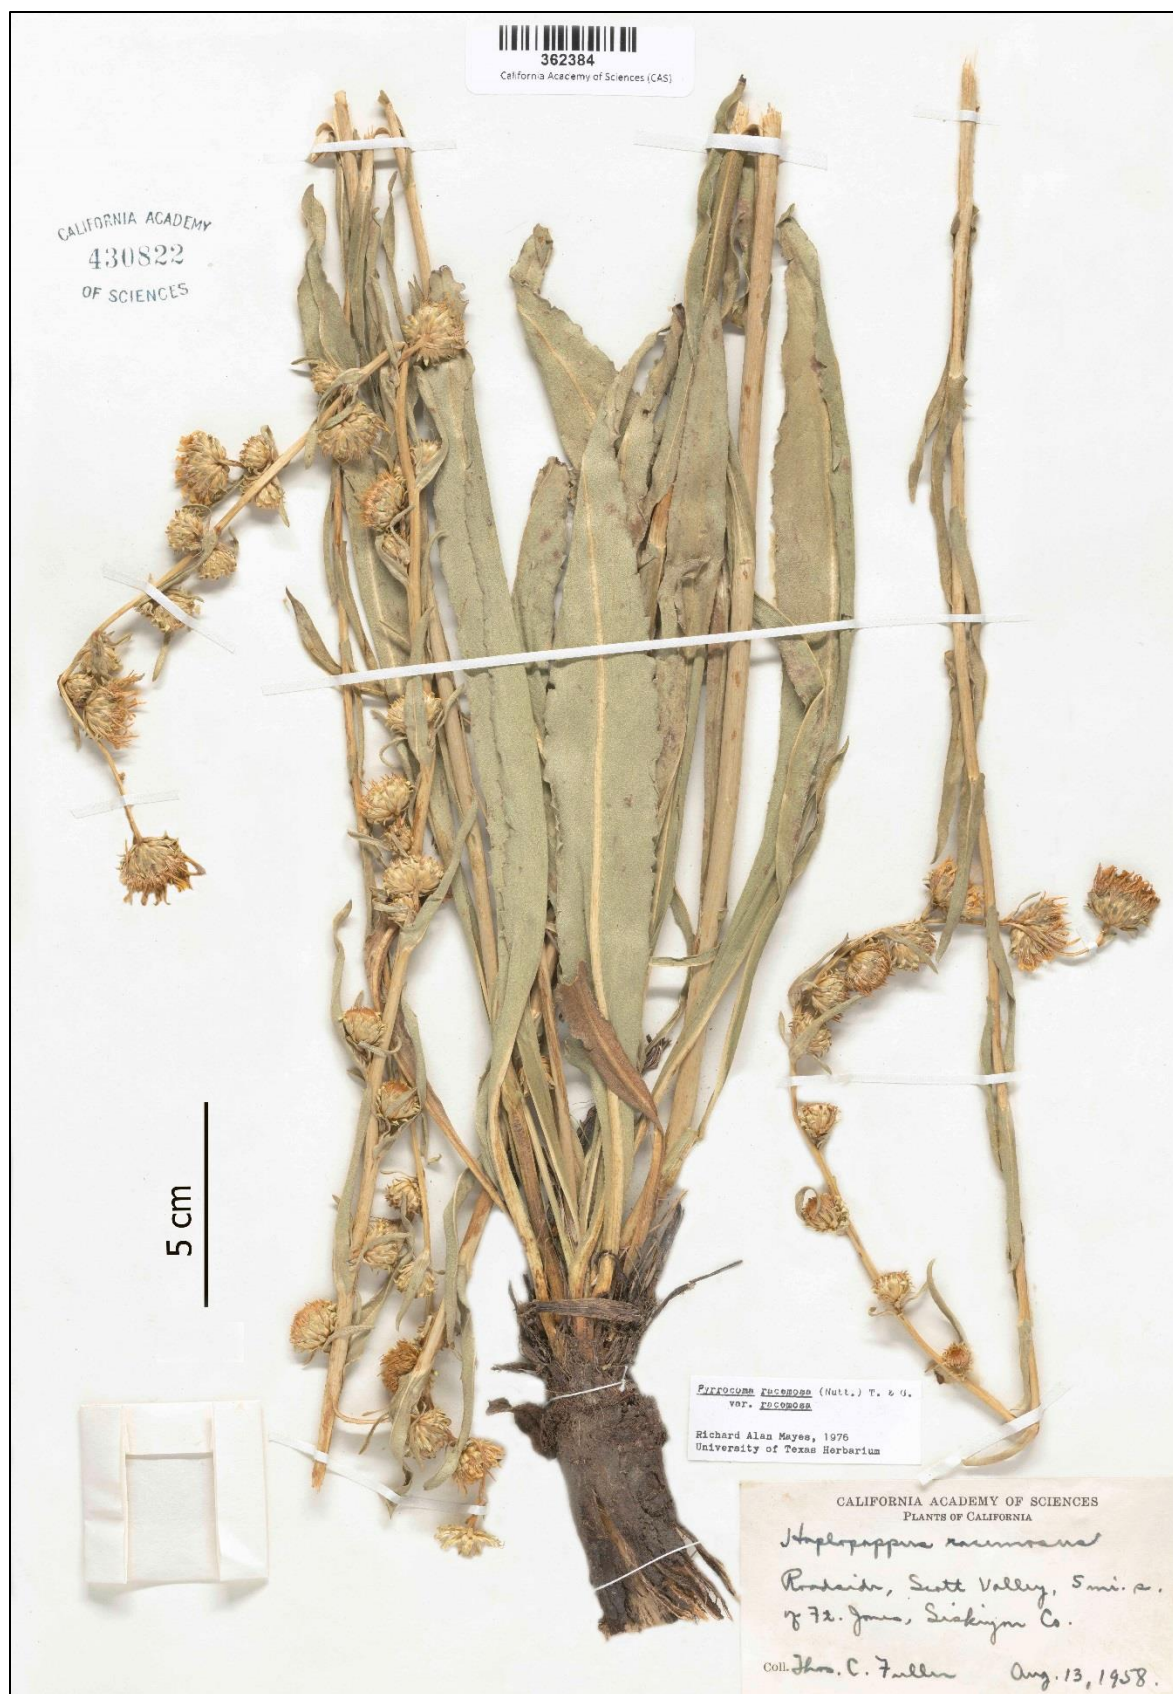 362384
California Academy of Sciences (CAS)
CALIFORNIA ACADEMY
430822
OF SCIENCES
5 cm
Pyrrocoma racemosa (Nutt.) T. & G.
var. racemosa
Richard Alan Mayes, 1976
University of Texas Herbarium
CALIFORNIA ACADEMY OF SCIENCES
PLANTS OF CALIFORNIA
Haplopappus racemosus
Roadside, Scott Valley, 5 mi. s.
of Ft. Jones, Siskiyou Co.
Coll. Thos. C. Fuller Aug. 13, 1958.